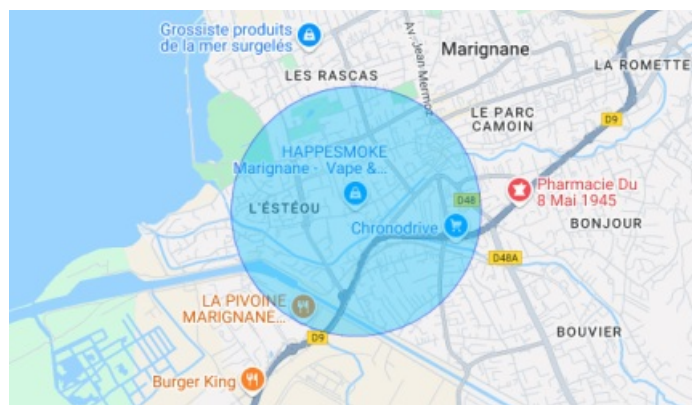 Grossiste produits
de la mer surgelés
Marignane
Av. Jean Mermoz
LES RASCAS
LA ROMETTE
LE PARC
CAMOIN
D9
HAPPESMOKE
Marignane - Vape &...
L'ÉSTÉOU
D48
Pharmacie Du
8 Mai 1945
Chronodrive
BONJOUR
D48A
LA PIVOINE
MARIGNANE...
D9
BOUVIER
Burger King